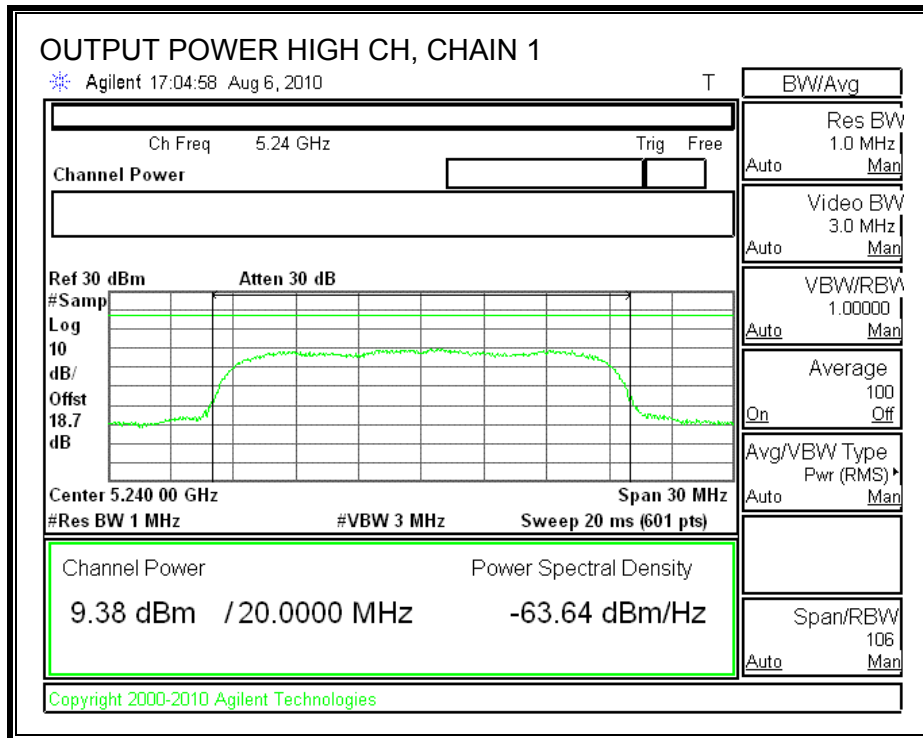 OUTPUT POWER HIGH CH, CHAIN 1
Agilent 17:04:58 Aug 6, 2010 T
BW/Avg
Ch Freq 5.24 GHz Trig Free
Channel Power
Ref 30 dBm Atten 30 dB
#Samp
Log
10
dB/
Offst
18.7
dB
Center 5.240 00 GHz Span 30 MHz
#Res BW 1 MHz #VBW 3 MHz Sweep 20 ms (601 pts)
Channel Power Power Spectral Density
9.38 dBm / 20.0000 MHz -63.64 dBm/Hz
Copyright 2000-2010 Agilent Technologies
Res BW
1.0 MHz
Auto Man
Video BW
3.0 MHz
Auto Man
VBW/RBW
1.00000
Auto Man
Average
100
On Off
Avg/VBW Type
Pwr (RMS)
Auto Man
Span/RBW
106
Auto Man